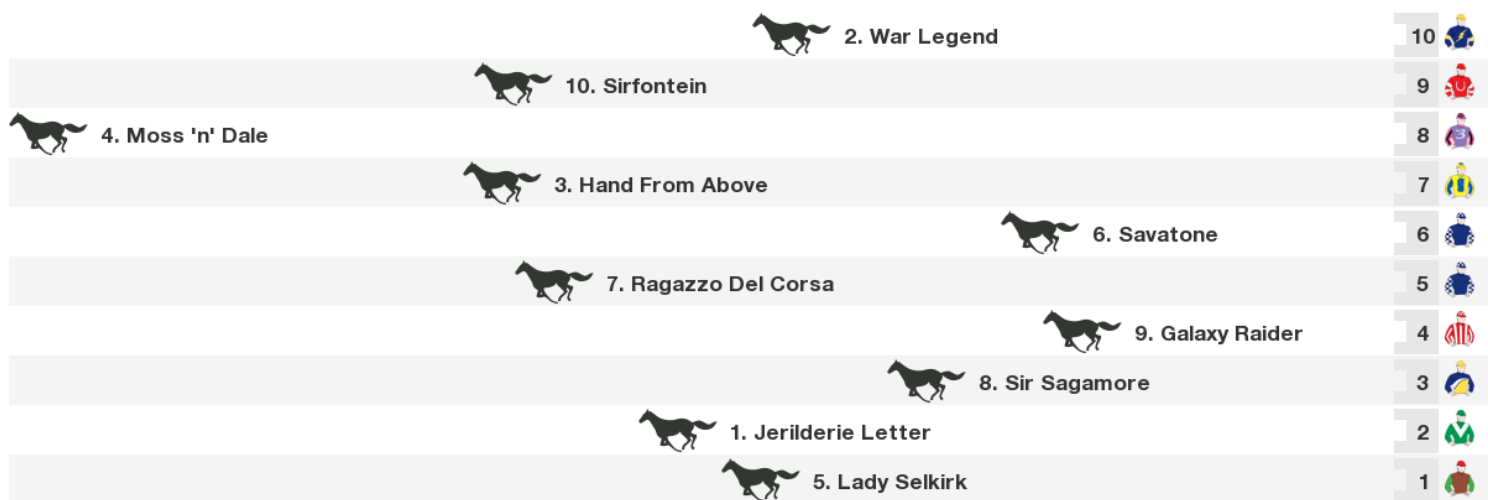 2. War Legend 10
10. Sirfontein 9
4. Moss 'n' Dale 8
3. Hand From Above 7
6. Savatone 6
7. Ragazzo Del Corsa 5
9. Galaxy Raider 4
8. Sir Sagamore 3
1. Jerilderie Letter 2
5. Lady Selkirk 1